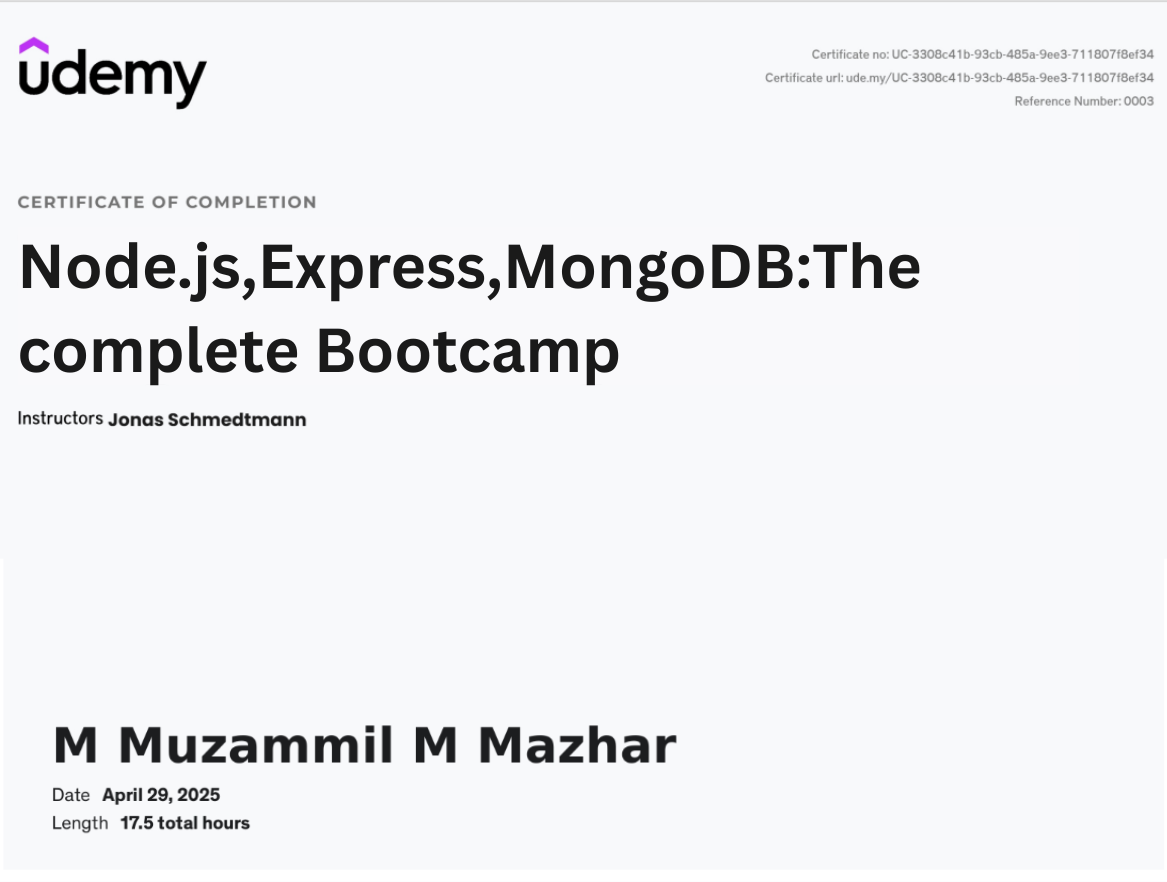 udemy
Certificate no: UC-3308c41b-93cb-485a-9ee3-711807f8ef34
Certificate url: ude.my/UC-3308c41b-93cb-485a-9ee3-711807f8ef34
Reference Number: 0003
CERTIFICATE OF COMPLETION
Node.js,Express,MongoDB:The
complete Bootcamp
Instructors Jonas Schmedtmann
M Muzammil M Mazhar
Date April 29, 2025
Length 17.5 total hours